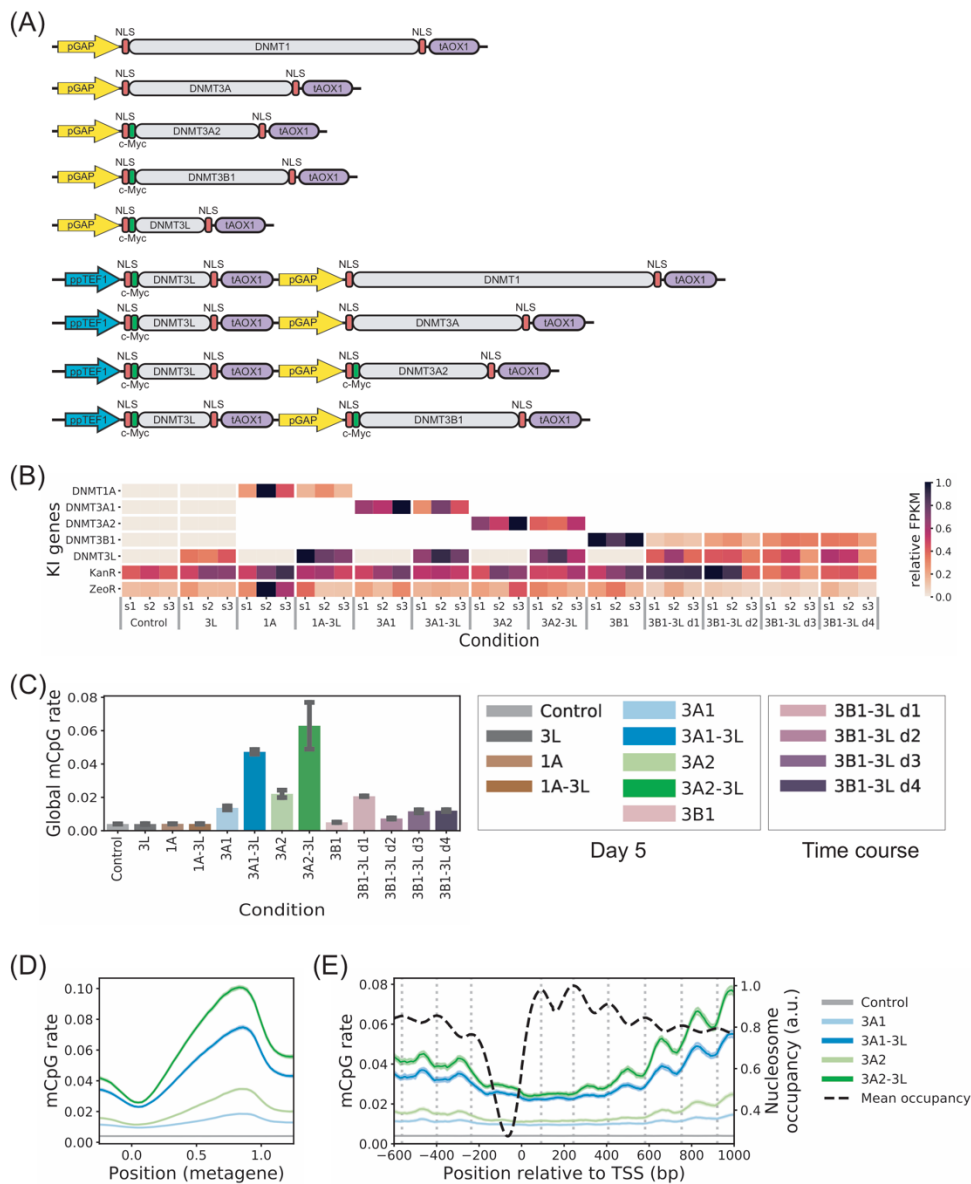 (A)
NLS NLS
pGAP DNMT1 tAOX1
NLS NLS
pGAP DNMT3A tAOX1
NLS NLS
pGAP DNMT3A2 tAOX1
c-Myc
NLS NLS
pGAP DNMT3B1 tAOX1
c-Myc
NLS NLS
pGAP DNMT3L tAOX1
c-Myc
NLS NLS NLS NLS
ppTEF1 DNMT3L tAOX1 pGAP DNMT1 tAOX1
c-Myc
NLS NLS NLS NLS
ppTEF1 DNMT3L tAOX1 pGAP DNMT3A tAOX1
c-Myc
NLS NLS NLS NLS
ppTEF1 DNMT3L tAOX1 pGAP DNMT3A2 tAOX1
c-Myc c-Myc
NLS NLS NLS NLS
ppTEF1 DNMT3L tAOX1 pGAP DNMT3B1 tAOX1
c-Myc c-Myc
(B)
KI genes
DNMT1A
DNMT3A1
DNMT3A2
DNMT3B1
DNMT3L
KanR
ZeoR
s1 s2 s3 s1 s2 s3 s1 s2 s3 s1 s2 s3 s1 s2 s3 s1 s2 s3 s1 s2 s3 s1 s2 s3 s1 s2 s3 s1 s2 s3 s1 s2 s3 s1 s2 s3 s1 s2 s3
Control 3L 1A 1A-3L 3A1 3A1-3L 3A2 3A2-3L 3B1 3B1-3L d1 3B1-3L d2 3B1-3L d3 3B1-3L d4
Condition
1.0
0.8
0.6
0.4
0.2
0.0
relative FPKM
(C)
Global mCpG rate
0.08
0.06
0.04
0.02
0.00
Control
3L
1A
1A-3L
3A1
3A1-3L
3A2
3A2-3L
3B1
3B1-3L d1
3B1-3L d2
3B1-3L d3
3B1-3L d4
Condition
Control
3L
1A
1A-3L
3A1
3A1-3L
3A2
3A2-3L
3B1
Day 5
3B1-3L d1
3B1-3L d2
3B1-3L d3
3B1-3L d4
Time course
(D)
mCpG rate
0.10
0.08
0.06
0.04
0.02
0.00
0.0 0.5 1.0
Position (metagene)
(E)
mCpG rate
0.08
0.06
0.04
0.02
0.00
−600 −400 −200 0 200 400 600 800 1000
Position relative to TSS (bp)
1.0
0.8
0.6
0.4
Nucleosome
occupancy (a.u.)
Control
3A1
3A1-3L
3A2
3A2-3L
Mean occupancy